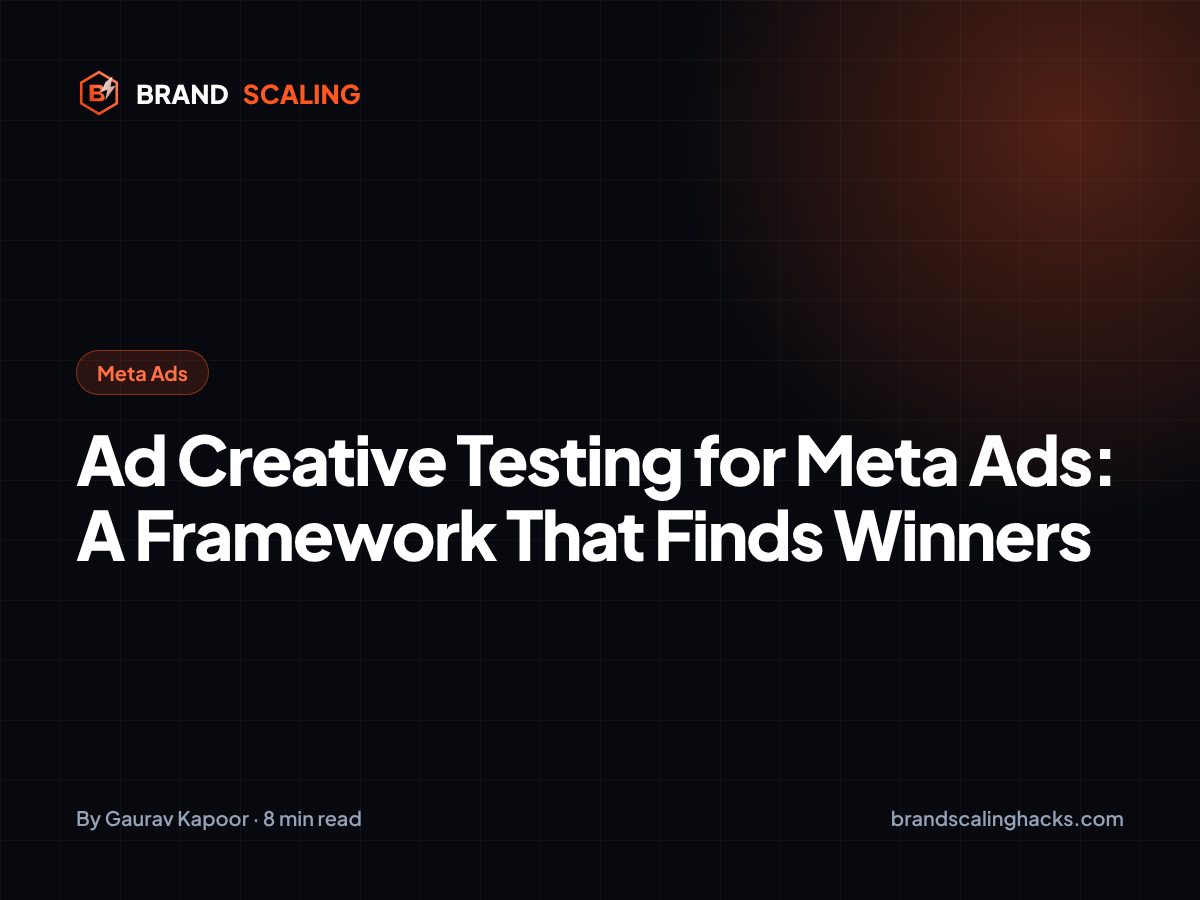 BRAND SCALING
Meta Ads
Ad Creative Testing for Meta Ads:
A Framework That Finds Winners
By Gaurav Kapoor · 8 min read
brandscalinghacks.com